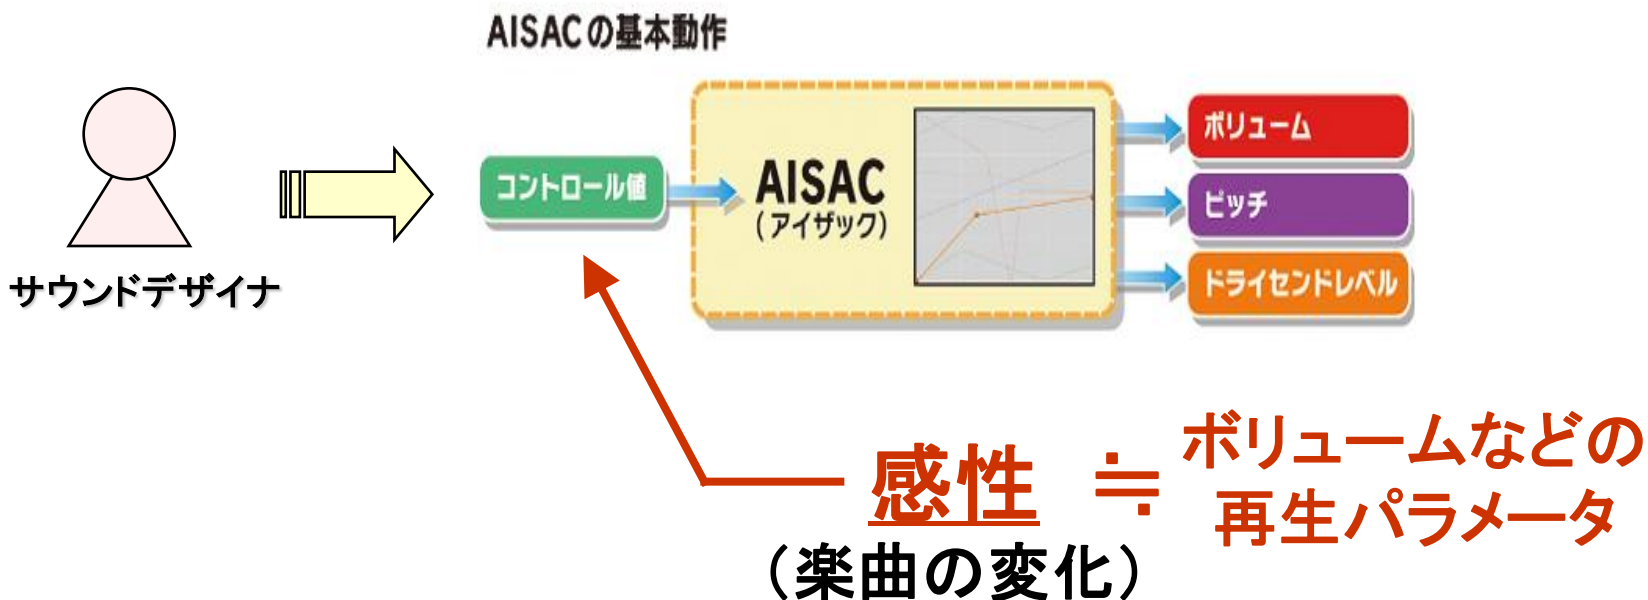 AISACの基本動作
サウンドデザイナ
コントロール値
AISAC
(アイザック)
ボリューム
ピッチ
ドライセンドレベル
感性 ≒ ボリュームなどの
再生パラメータ
(楽曲の変化)